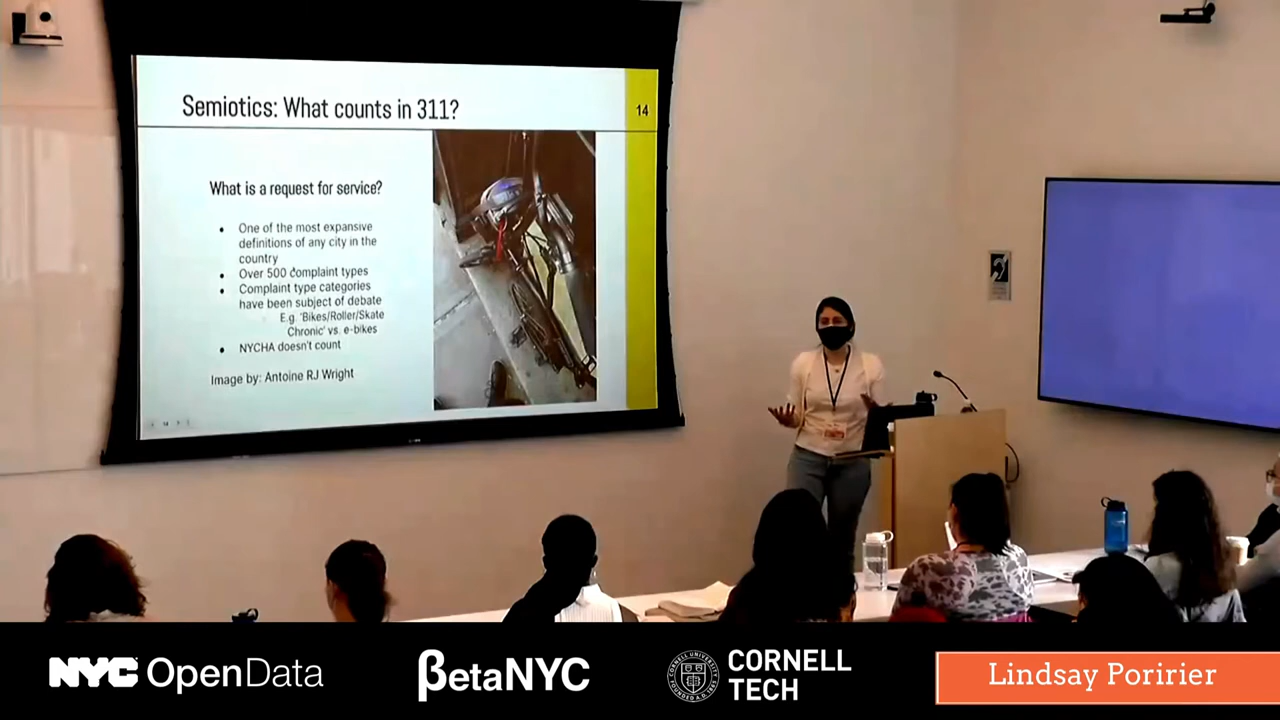 Semiotics: What counts in 311?
14
What is a request for service?
• One of the most expansive
definitions of any city in the
country
• Over 500 complaint types
• Complaint type categories
have been subject of debate
E.g. 'Bikes/Roller/Skate
Chronic' vs. e-bikes
• NYCHA doesn't count
Image by: Antoine RJ Wright
NYC OpenData
βetaNYC
CORNELL
TECH
Lindsay Poririer